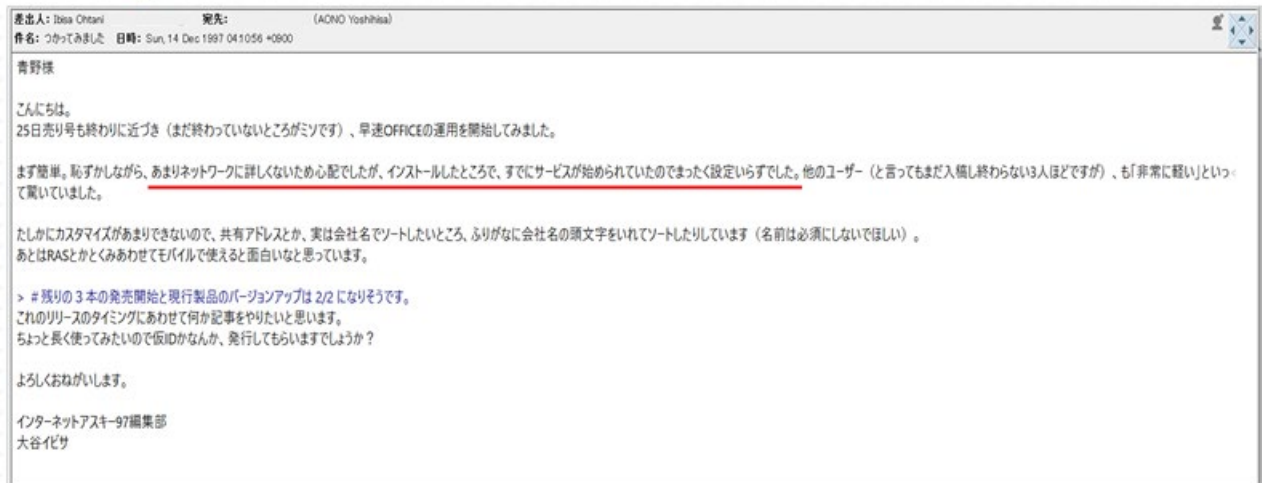 差出人: Ibisa Ohtani 宛先: (AONO Yoshihisa)
件名: つかってみました 日時: Sun, 14 Dec 1997 04:10:56 +0900
青野様
こんにちは。
25日売り号も終わりに近づき（まだ終わっていないところがミソです）、早速OFFICEの運用を開始してみました。
まず簡単。恥ずかしながら、あまりネットワークに詳しくないため心配でしたが、インストールしたところで、すでにサービスが始められていたのでまったく設定いらずでした。他のユーザー（と言ってもまだ入稿し終わらない3人ほどですが）、も「非常に軽い」といっ
て驚いていました。
たしかにカスタマイズがあまりできないので、共有アドレスとか、実は会社名でソートしたいところ、ふりがなに会社名の頭文字をいれてソートしたりしています（名前は必須にしないでほしい）。
あとはRASとかとくみあわせてモバイルで使えると面白いなと思っています。
> ＃残りの３本の発売開始と現行製品のバージョンアップは 2/2 になりそうです。
これのリリースのタイミングにあわせて何か記事をやりたいと思います。
ちょっと長く使ってみたいので仮IDかなんか、発行してもらいますでしょうか？
よろしくおねがいします。
インターネットアスキー97編集部
大谷イビサ